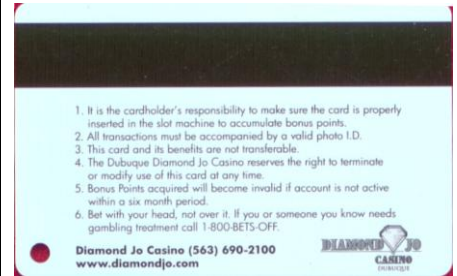 1. It is the cardholder's responsibility to make sure the card is properly
inserted in the slot machine to accumulate bonus points.
2. All transactions must be accompanied by a valid photo I.D.
3. This card and its benefits are not transferable.
4. The Dubuque Diamond Jo Casino reserves the right to terminate
or modify use of this card at any time.
5. Bonus Points acquired will become invalid if account is not active
within a six month period.
6. Bet with your head, not over it. If you or someone you know needs
gambling treatment call 1-800-BETS-OFF.
Diamond Jo Casino (563) 690-2100
www.diamondjo.com
DIAMOND JO
CASINO
DUBUQUE